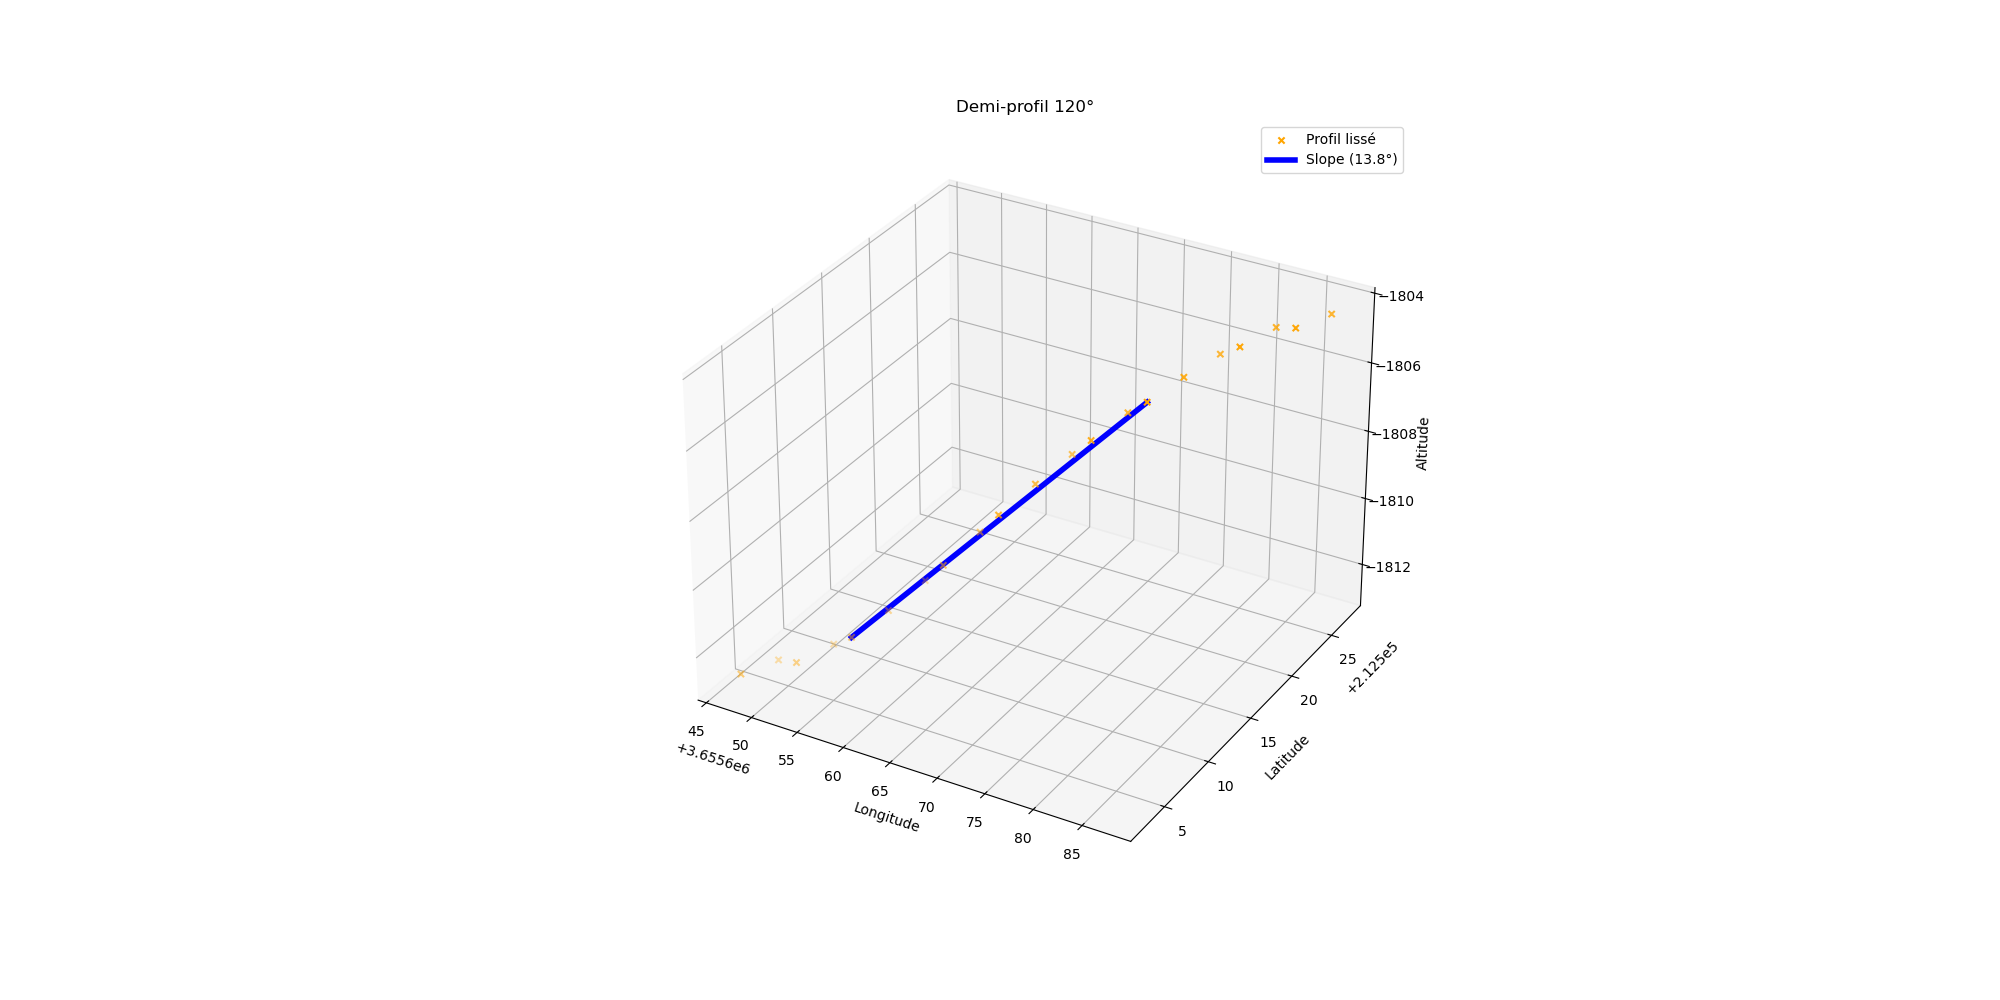 Demi-profil 120°
Profil lissé
Slope (13.8°)
−1804
−1806
−1808
−1810
−1812
Altitude
25
20
15
10
5
+2.125e5
Latitude
45
50
55
60
65
70
75
80
85
+3.6556e6
Longitude